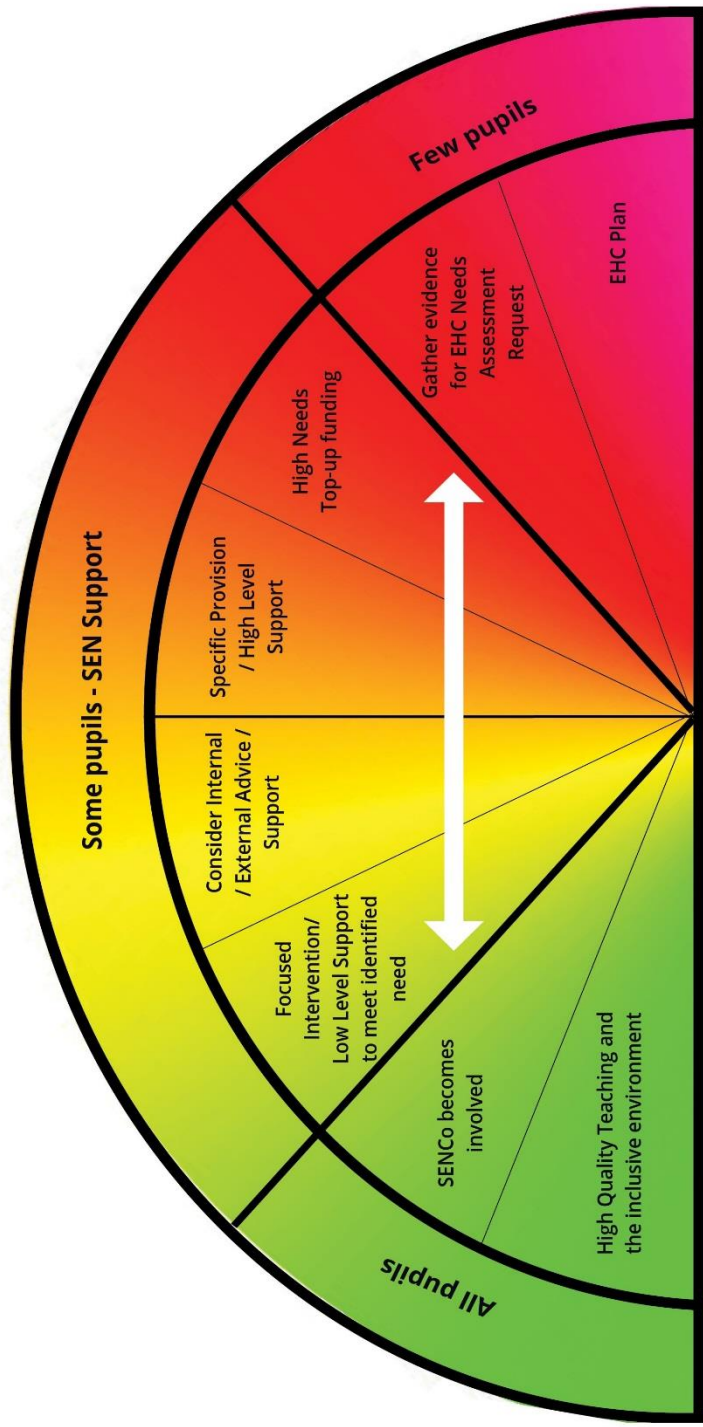 All pupils
Some pupils - SEN Support
Few pupils
High Quality Teaching and
the inclusive environment
SENCo becomes
involved
Focused
Intervention/
Low Level Support
to meet identified
need
Consider Internal
/ External Advice /
Support
Specific Provision
/ High Level
Support
High Needs
Top-up funding
Gather evidence
for EHC Needs
Assessment
Request
EHC Plan